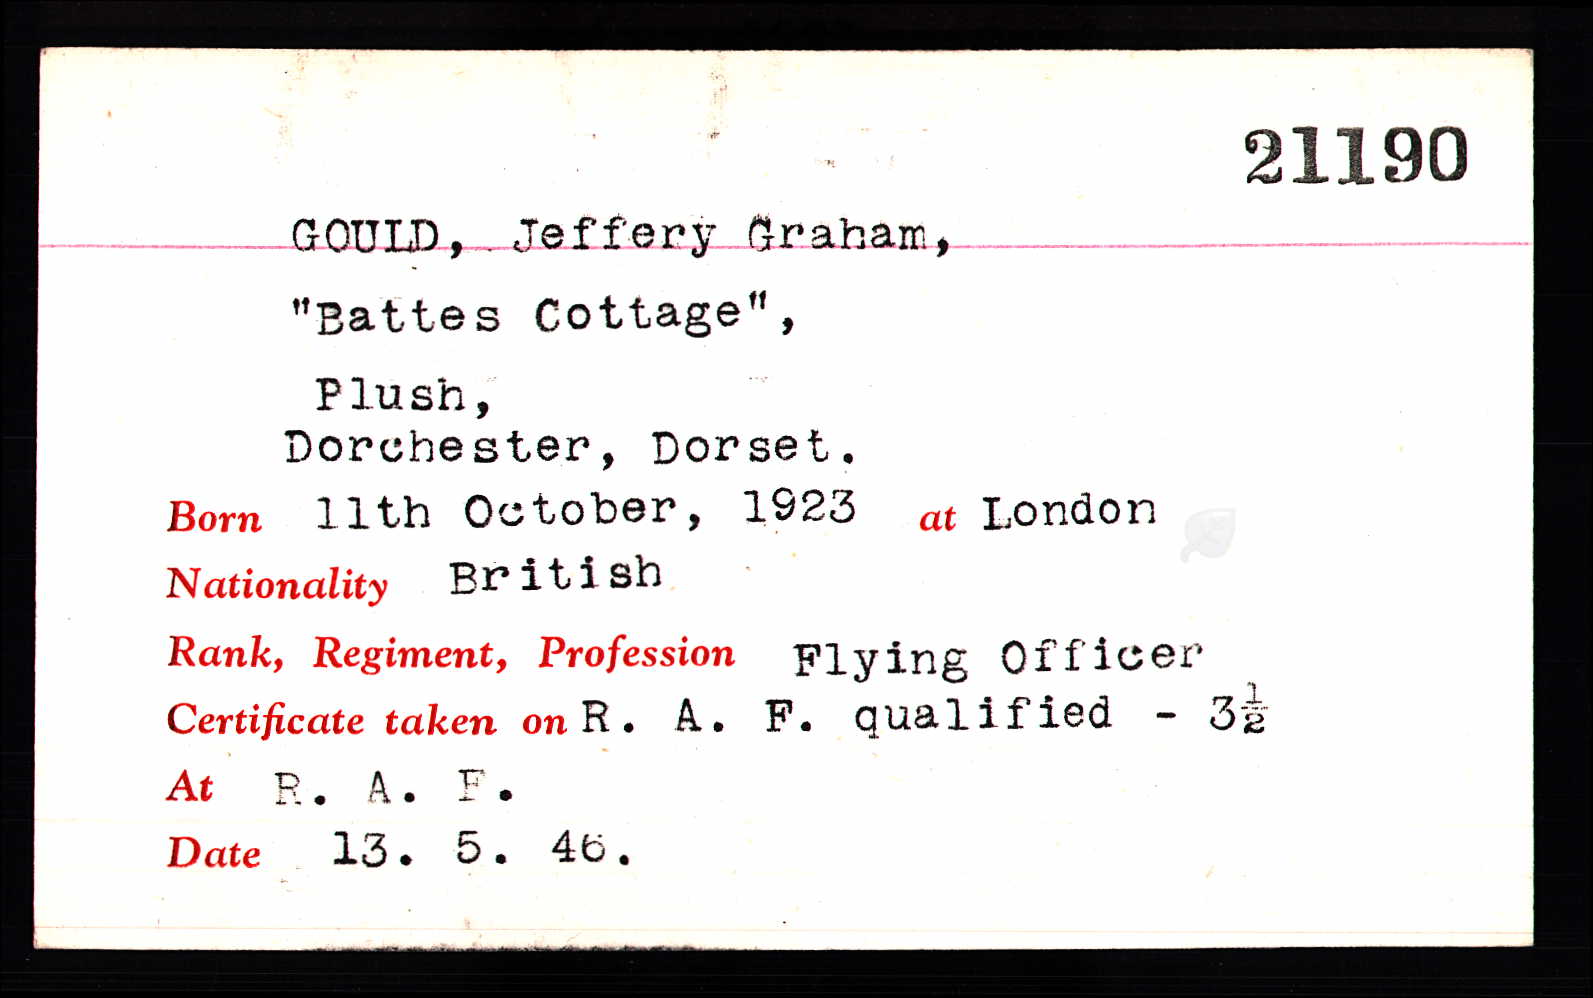 21190
GOULD, Jeffery Graham,
"Battes Cottage",
Plush,
Dorchester, Dorset.
Born 11th October, 1923 at London
Nationality British
Rank, Regiment, Profession Flying Officer
Certificate taken on R. A. F. qualified - 3½
At R. A. F.
Date 13. 5. 46.